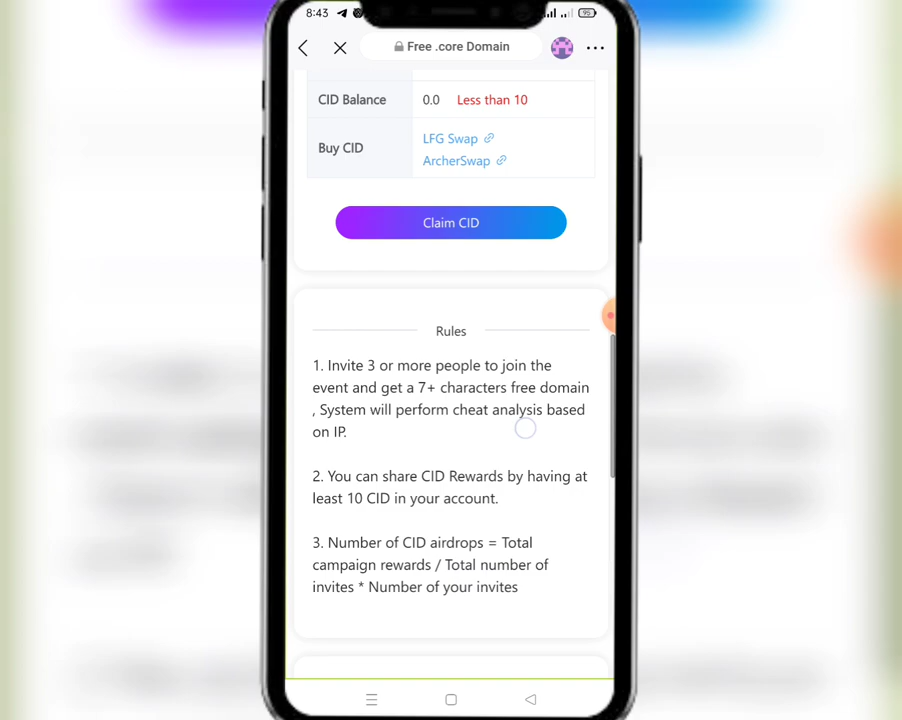 8:43
95
Free .core Domain
CID Balance
0.0 Less than 10
Buy CID
LFG Swap
ArcherSwap
Claim CID
Rules
1. Invite 3 or more people to join the
event and get a 7+ characters free domain
, System will perform cheat analysis based
on IP.
2. You can share CID Rewards by having at
least 10 CID in your account.
3. Number of CID airdrops = Total
campaign rewards / Total number of
invites * Number of your invites